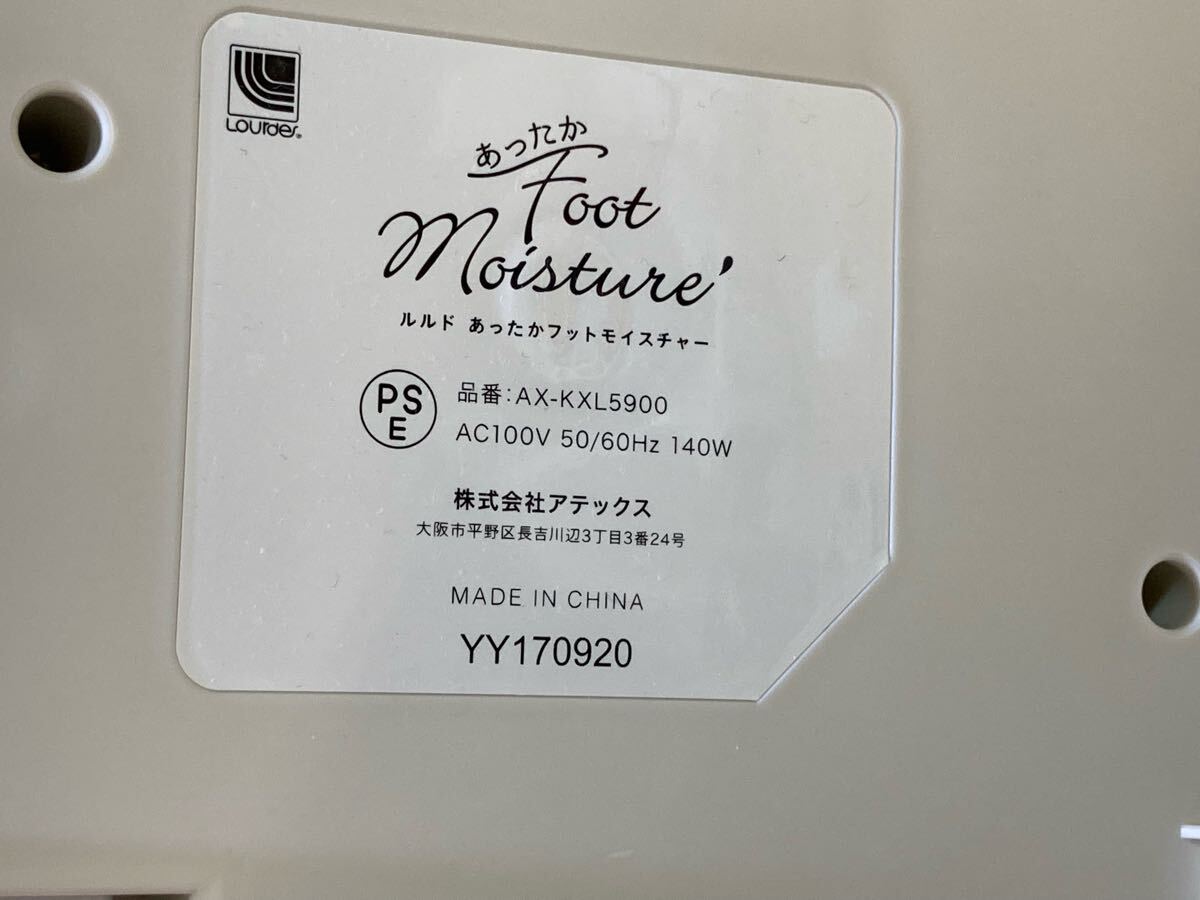 Lourdes®
あったか
Foot
Moisture'
ルルド あったかフットモイスチャー
PS
E
品番:AX-KXL5900
AC100V 50/60Hz 140W
株式会社アテックス
大阪市平野区長吉川辺3丁目3番24号
MADE IN CHINA
YY170920